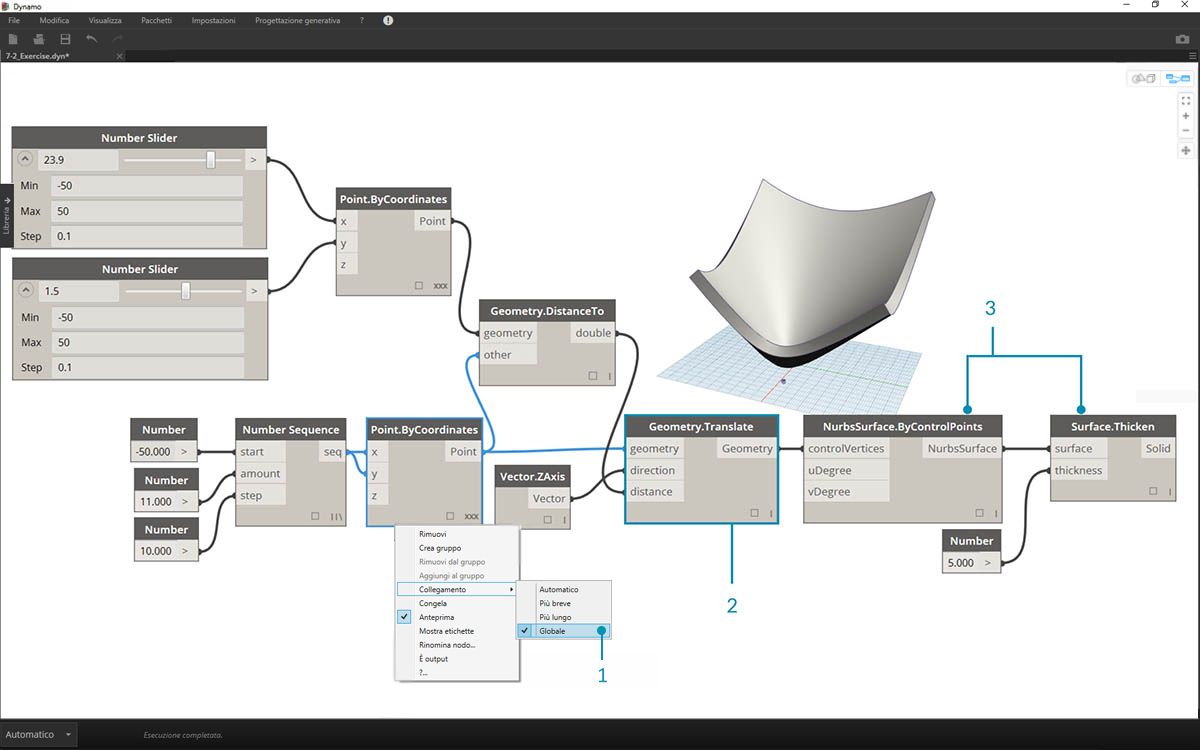 Dynamo
File Modifica Visualizza Pacchetti Impostazioni Progettazione generativa ?
7-2_Exercise.dyn*
Libreria
Number Slider
23.9 >
Min -50
Max 50
Step 0.1
Number Slider
1.5 >
Min -50
Max 50
Step 0.1
Point.ByCoordinates
x Point
y
z
xxx
Geometry.DistanceTo
geometry double
other
3
Number
-50.000 >
Number
11.000 >
Number
10.000 >
Number Sequence
start seq
amount
step
Point.ByCoordinates
x Point
y
z
xxx
Vector.ZAxis
Vector
Geometry.Translate
geometry Geometry
direction
distance
NurbsSurface.ByControlPoints
controlVertices NurbsSurface
uDegree
vDegree
Surface.Thicken
surface Solid
thickness
Number
5.000 >
2
Rimuovi
Crea gruppo
Rimuovi dal gruppo
Aggiungi al gruppo
Collegamento
Congela
Anteprima
Mostra etichette
Rinomina nodo...
È output
?...
Automatico
Più breve
Più lungo
Globale
1
Automatico
Esecuzione completata.